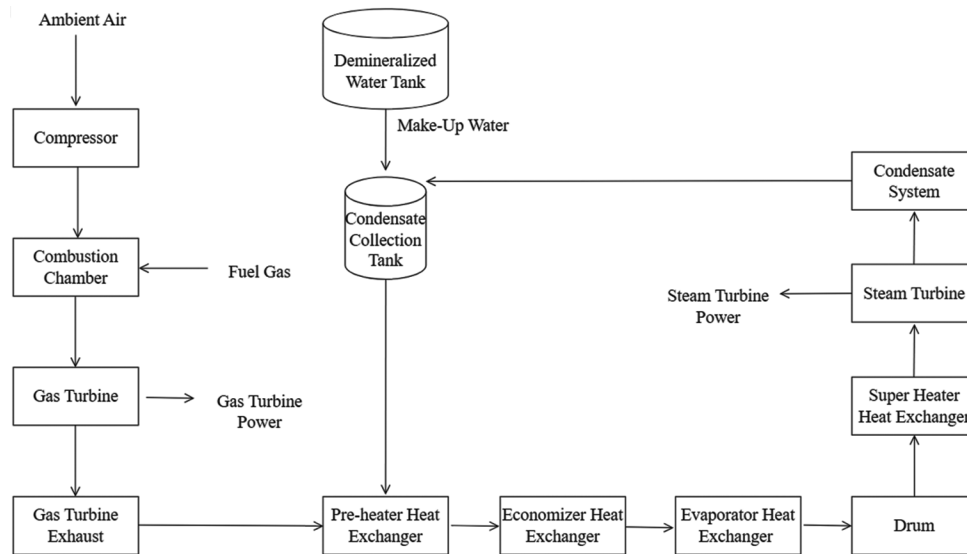 Ambient Air
Demineralized
Water Tank
Compressor
Make-Up Water
Condensate
System
Condensate
Collection
Tank
Combustion
Chamber
Fuel Gas
Steam Turbine
Power
Steam Turbine
Gas Turbine
Gas Turbine
Power
Super Heater
Heat Exchanger
Gas Turbine
Exhaust
Pre-heater Heat
Exchanger
Economizer Heat
Exchanger
Evaporator Heat
Exchanger
Drum